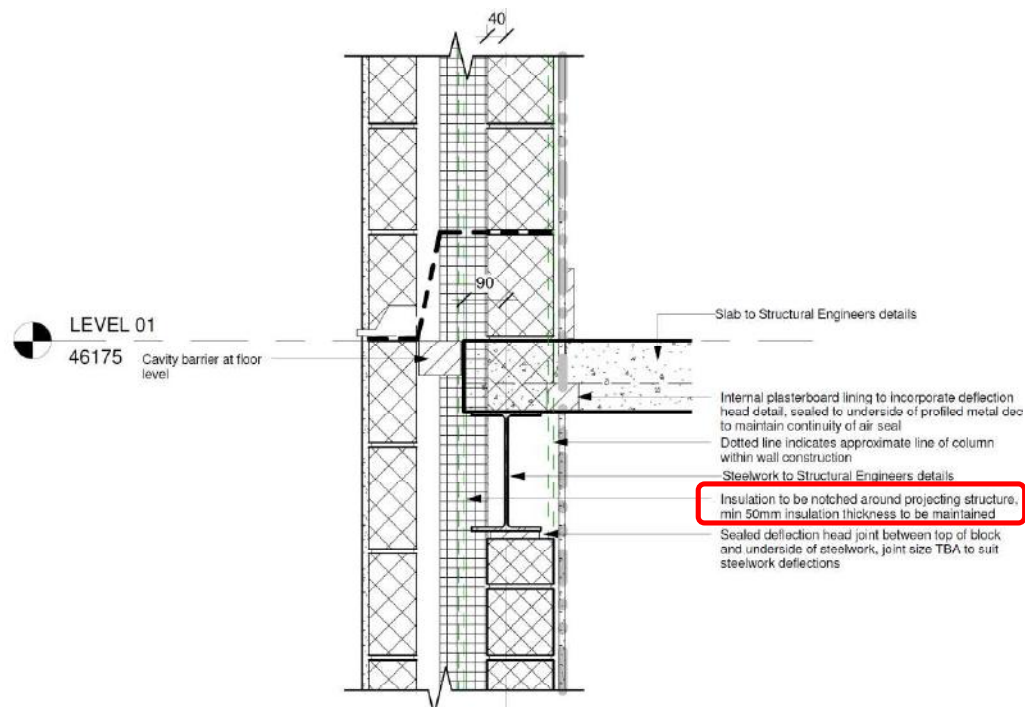 40
90
LEVEL 01
46175
Cavity barrier at floor
level
Slab to Structural Engineers details
Internal plasterboard lining to incorporate deflection
head detail, sealed to underside of profiled metal dec
to maintain continuity of air seal
Dotted line indicates approximate line of column
within wall construction
Steelwork to Structural Engineers details
Insulation to be notched around projecting structure,
min 50mm insulation thickness to be maintained
Sealed deflection head joint between top of block
and underside of steelwork, joint size TBA to suit
steelwork deflections